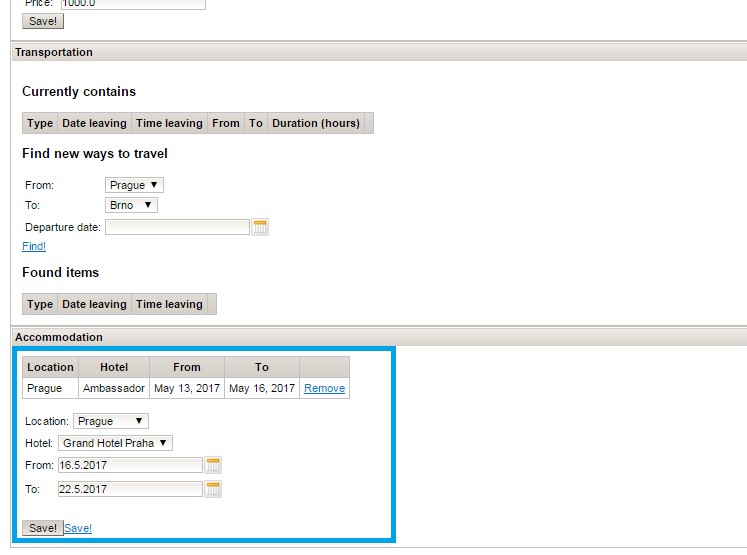 Price: 1000.0
Save!
Transportation
Currently contains
Type Date leaving Time leaving From To Duration (hours)
Find new ways to travel
From: Prague
To: Brno
Departure date:
Find!
Found items
Type Date leaving Time leaving
Accommodation
Location Hotel From To
Prague Ambassador May 13, 2017 May 16, 2017 Remove
Location: Prague
Hotel: Grand Hotel Praha
From: 16.5.2017
To: 22.5.2017
Save! Save!